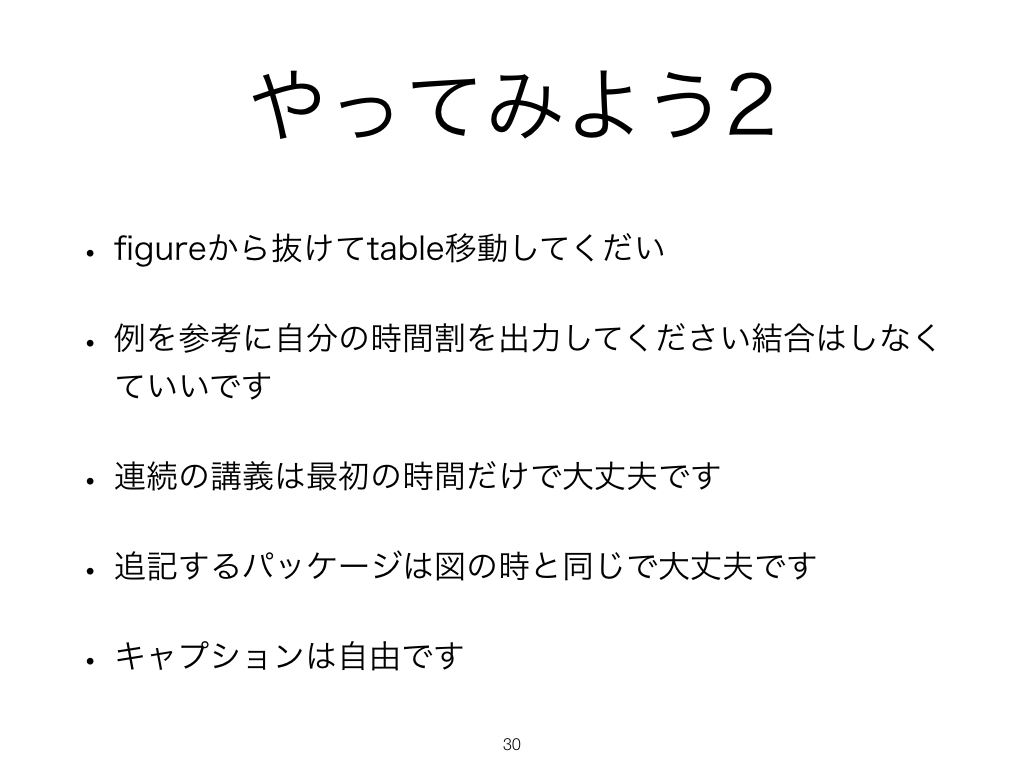 やってみよう2
• figureから抜けてtable移動してくだい
• 例を参考に自分の時間割を出力してください結合はしなく
ていいです
• 連続の講義は最初の時間だけで大丈夫です
• 追記するパッケージは図の時と同じで大丈夫です
• キャプションは自由です
30